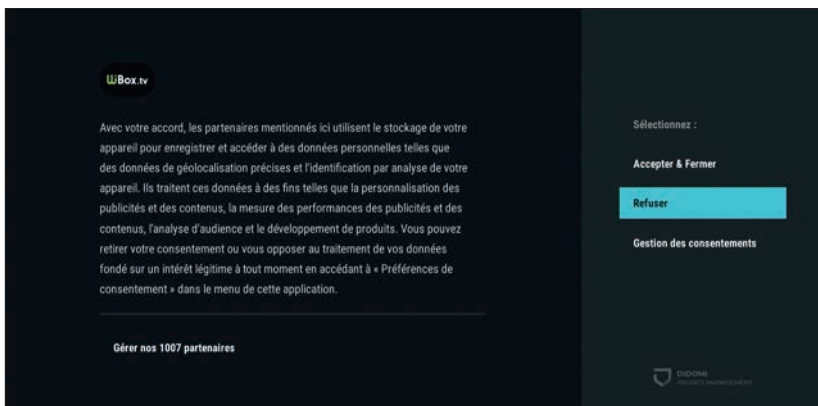 WiBox.tv
Avec votre accord, les partenaires mentionnés ici utilisent le stockage de votre
appareil pour enregistrer et accéder à des données personnelles telles que
des données de géolocalisation précises et l'identification par analyse de votre
appareil. Ils traitent ces données à des fins telles que la personnalisation des
publicités et des contenus, la mesure des performances des publicités et des
contenus, l'analyse d'audience et le développement de produits. Vous pouvez
retirer votre consentement ou vous opposer au traitement de vos données
fondé sur un intérêt légitime à tout moment en accédant à « Préférences de
consentement » dans le menu de cette application.
Gérer nos 1007 partenaires
Sélectionnez :
Accepter & Fermer
Refuser
Gestion des consentements
DIDOMI
PRIVACY MANAGEMENT